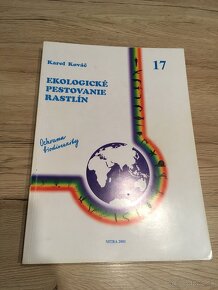 Karol Kováč
17
EKOLOGICKÉ
PESTOVANIE
RASTLÍN
Ochrana
biodiverzity
NITRA 2001